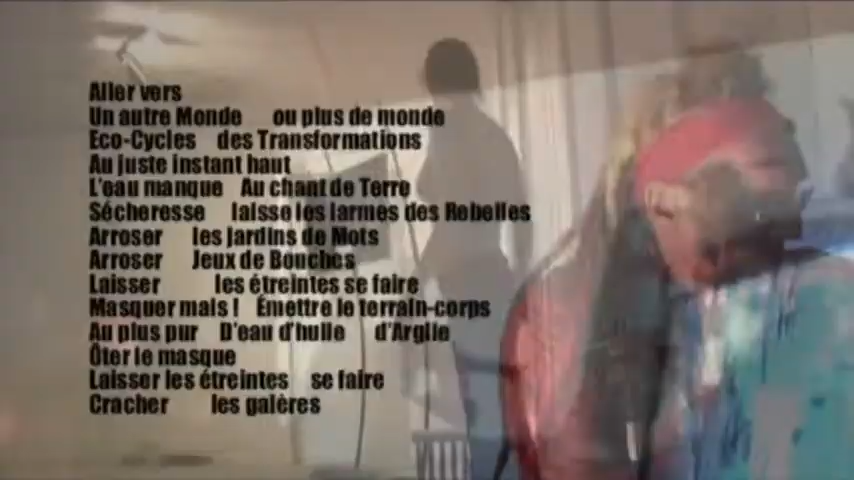 Aller vers
Un autre Monde ou plus de monde
Eco-Cycles des Transformations
Au juste instant haut
L'eau manque Au chant de Terre
Sécheresse laisse les larmes des Rebelles
Arroser les jardins de Mots
Arroser Jeux de Bouches
Laisser les étreintes se faire
Masquer mais ! Émettre le terrain-corps
Au plus pur D'eau d'huile d'Argile
Ôter le masque
Laisser les étreintes se faire
Cracher les galères